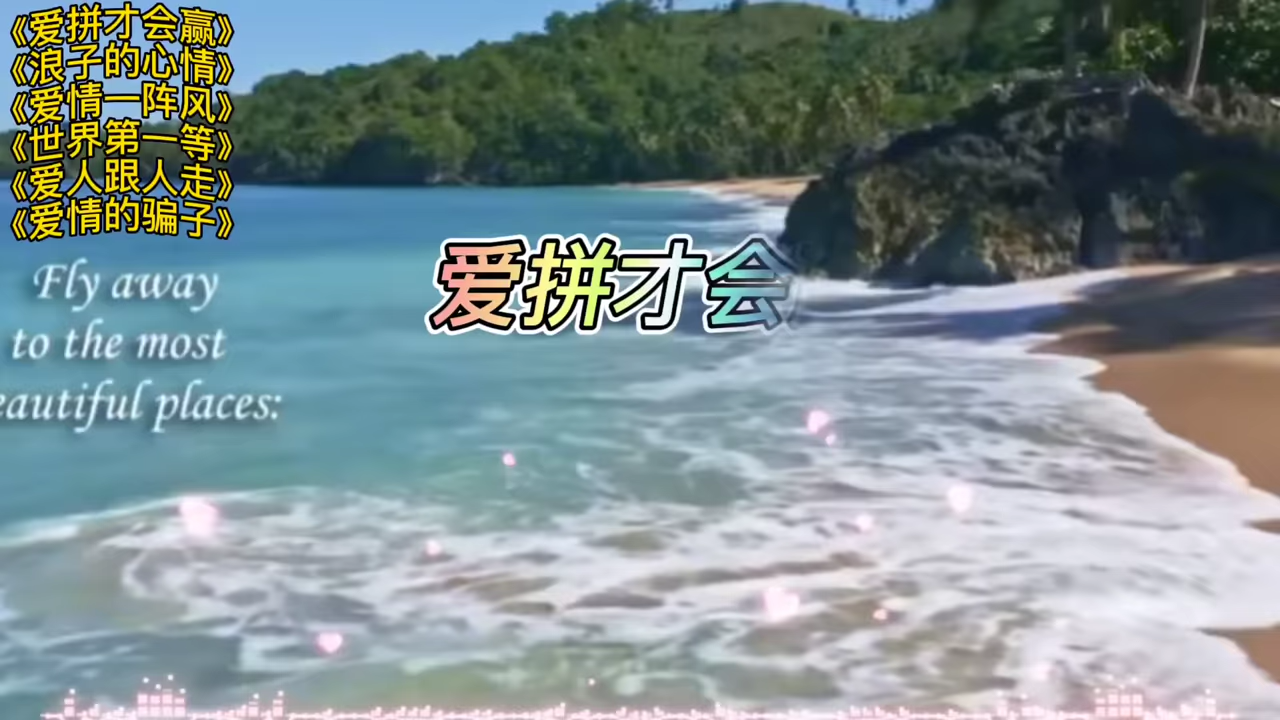 《爱拼才会赢》
《浪子的心情》
《爱情一阵风》
《世界第一等》
《爱人跟人走》
《爱情的骗子》
Fly away
to the most
eautiful places:
爱拼才会